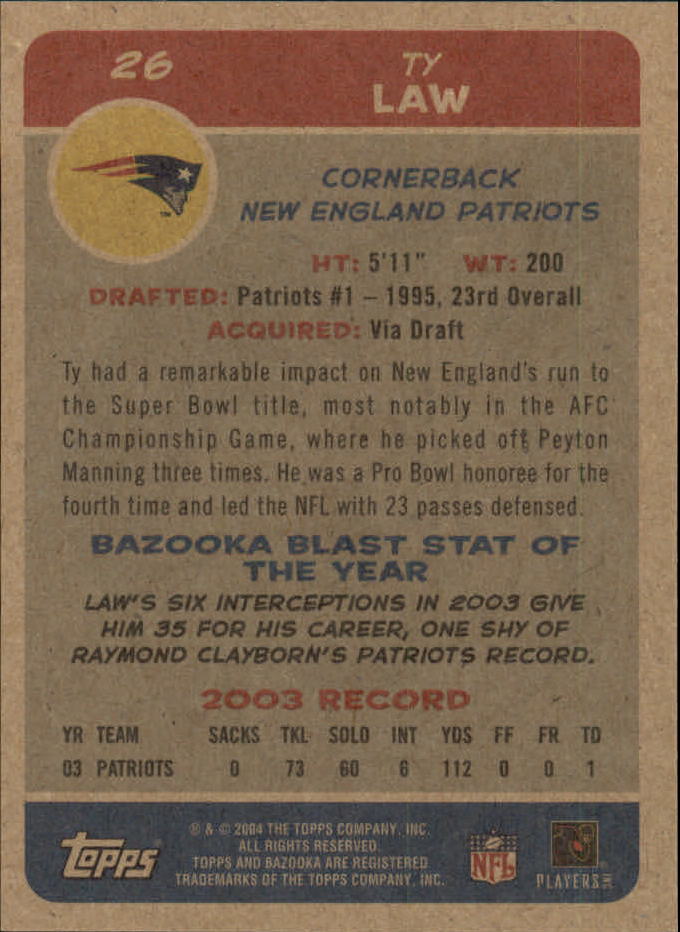 26
TY
LAW
CORNERBACK
NEW ENGLAND PATRIOTS
HT: 5'11" WT: 200
DRAFTED: Patriots #1 – 1995, 23rd Overall
ACQUIRED: Via Draft
Ty had a remarkable impact on New England's run to
the Super Bowl title, most notably in the AFC
Championship Game, where he picked off Peyton
Manning three times. He was a Pro Bowl honoree for the
fourth time and led the NFL with 23 passes defensed.
BAZOOKA BLAST STAT OF
THE YEAR
LAW'S SIX INTERCEPTIONS IN 2003 GIVE
HIM 35 FOR HIS CAREER, ONE SHY OF
RAYMOND CLAYBORN'S PATRIOTS RECORD.
2003 RECORD
YR TEAM SACKS TKL SOLO INT YDS FF FR TD
03 PATRIOTS 0 73 60 6 112 0 0 1
topps
® & © 2004 THE TOPPS COMPANY, INC.
ALL RIGHTS RESERVED.
TOPPS AND BAZOOKA ARE REGISTERED
TRADEMARKS OF THE TOPPS COMPANY, INC.
NFL
PLAYERS INC